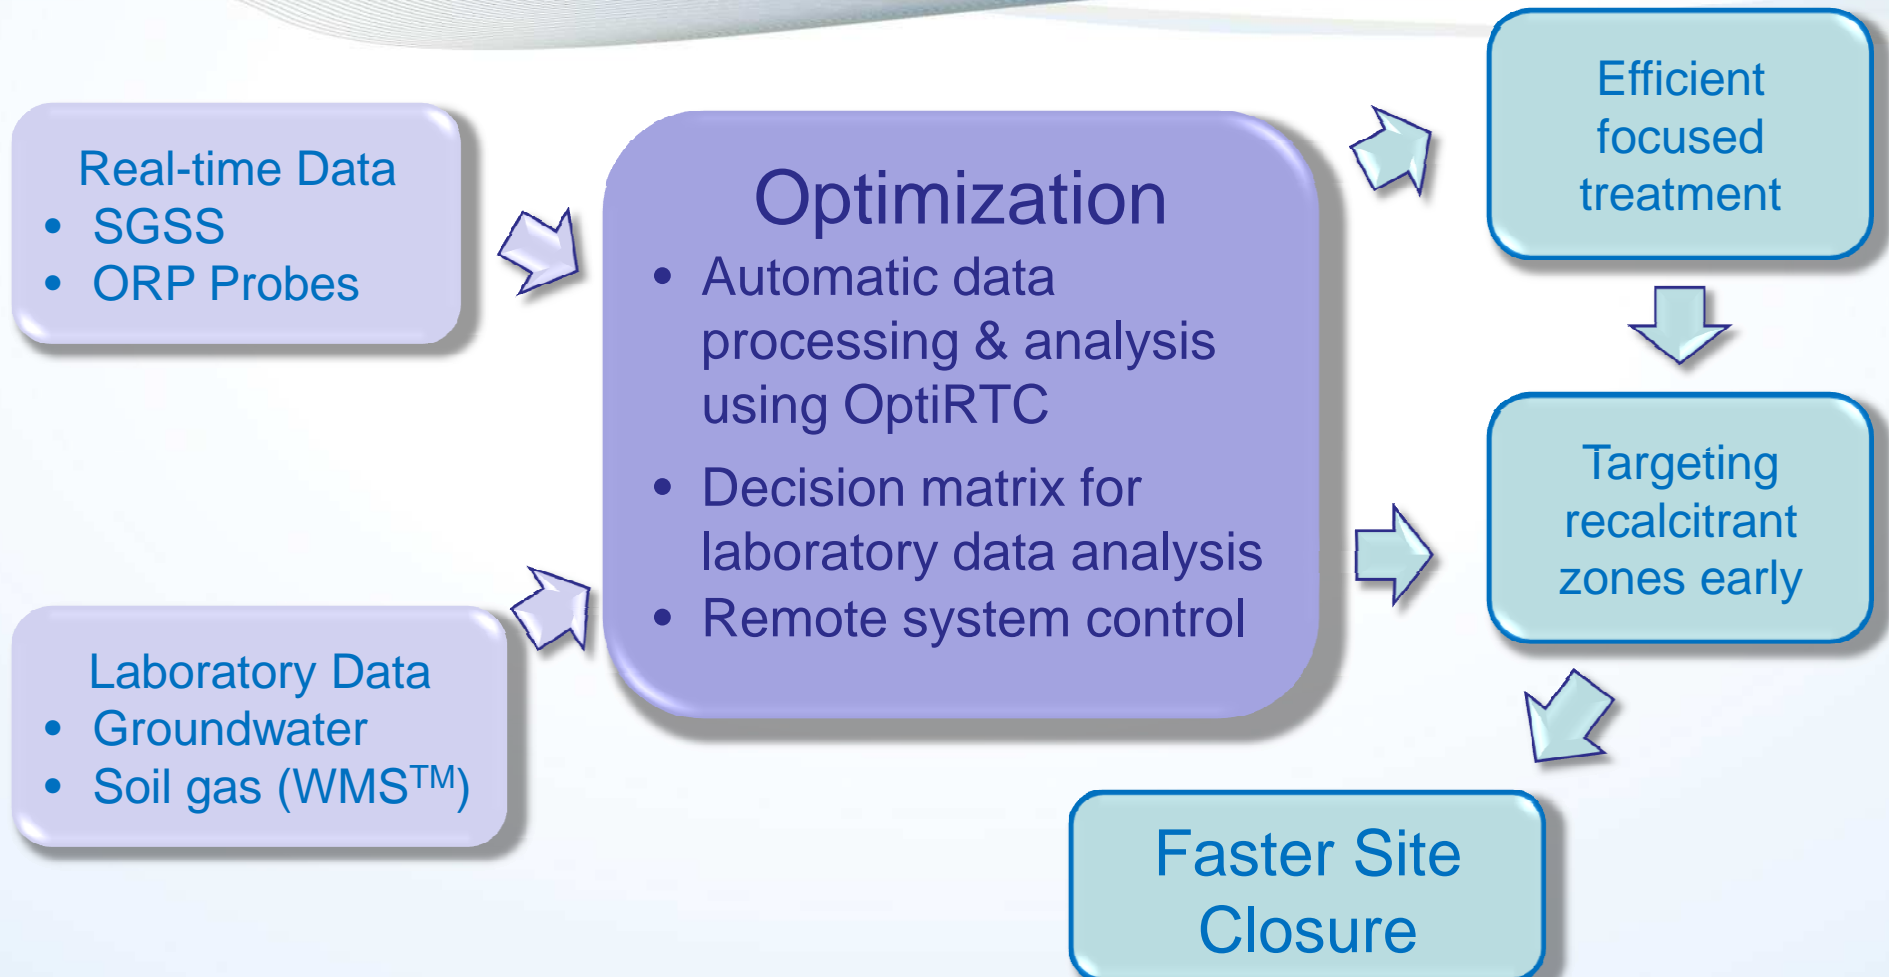 Real-time Data
• SGSS
• ORP Probes
Laboratory Data
• Groundwater
• Soil gas (WMS™)
Optimization
• Automatic data
processing & analysis
using OptiRTC
• Decision matrix for
laboratory data analysis
• Remote system control
Efficient
focused
treatment
Targeting
recalcitrant
zones early
Faster Site
Closure